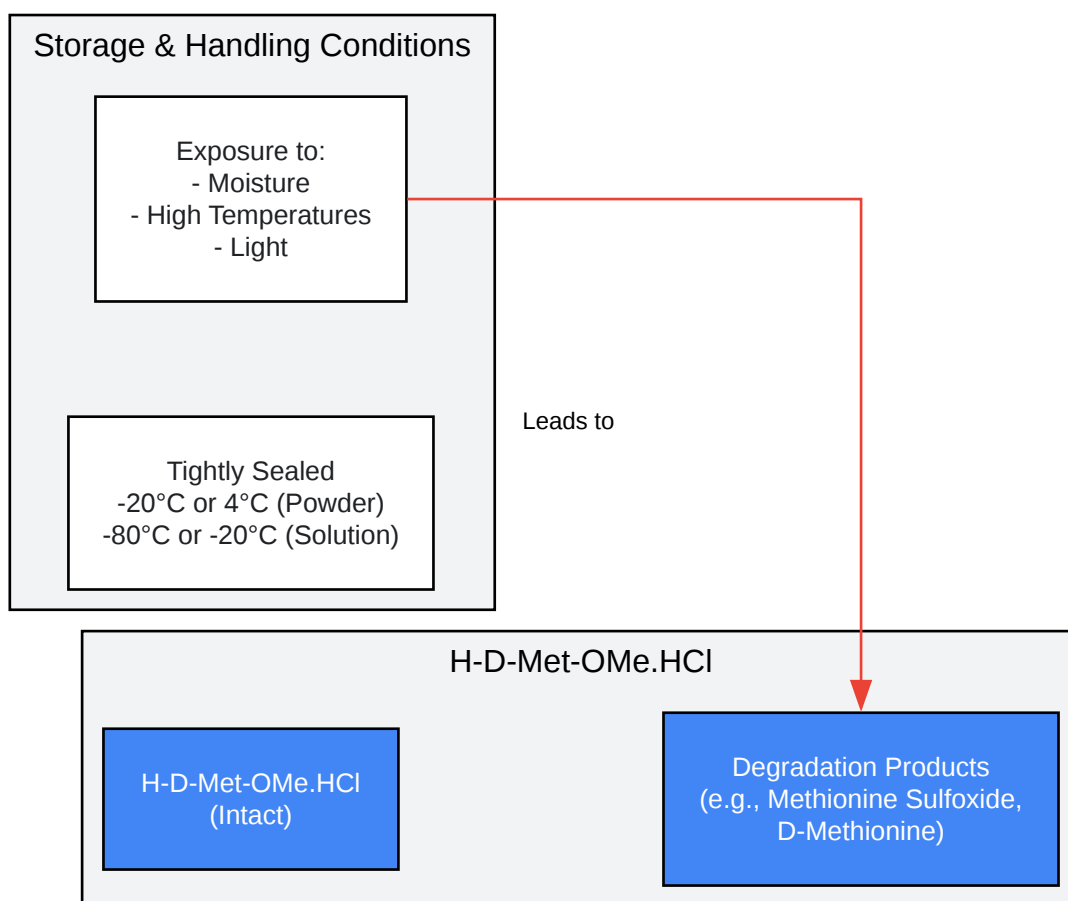 Storage & Handling Conditions
Exposure to:
- Moisture
- High Temperatures
- Light
Leads to
Tightly Sealed
-20°C or 4°C (Powder)
-80°C or -20°C (Solution)
H-D-Met-OMe.HCl
H-D-Met-OMe.HCl
(Intact)
Degradation Products
(e.g., Methionine Sulfoxide,
D-Methionine)